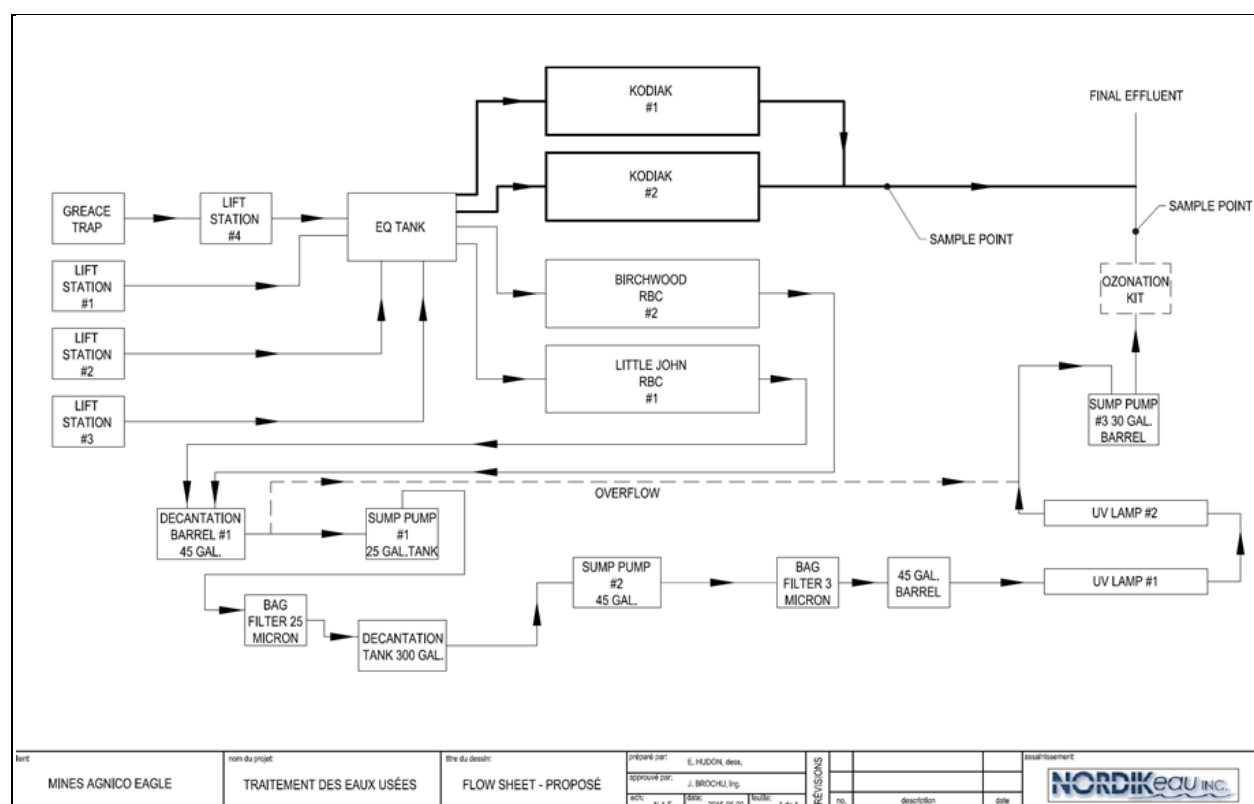 KODIAK
#1
FINAL EFFLUENT
KODIAK
#2
GREACE
TRAP
LIFT
STATION
#4
EQ TANK
SAMPLE POINT
SAMPLE POINT
LIFT
STATION
#1
BIRCHWOOD
RBC
#2
OZONATION
KIT
LIFT
STATION
#2
LITTLE JOHN
RBC
#1
LIFT
STATION
#3
SUMP PUMP
#3 30 GAL.
BARREL
OVERFLOW
DECANTATION
BARREL #1
45 GAL.
SUMP PUMP
#1
25 GAL.TANK
UV LAMP #2
SUMP PUMP
#2
45 GAL.
BAG
FILTER 3
MICRON
45 GAL.
BARREL
UV LAMP #1
BAG
FILTER 25
MICRON
DECANTATION
TANK 300 GAL.
nom du projet:
titre du dessin:
préparé par:
E. HUDON, dess.
RÉVISIONS
assainissement:
MINES AGNICO EAGLE
TRAITEMENT DES EAUX USÉES
FLOW SHEET - PROPOSÉ
approuvé par:
J. BROCHU, ing.
NORDIKeau INC.
éch:
date:
feuille:
no.
description
date